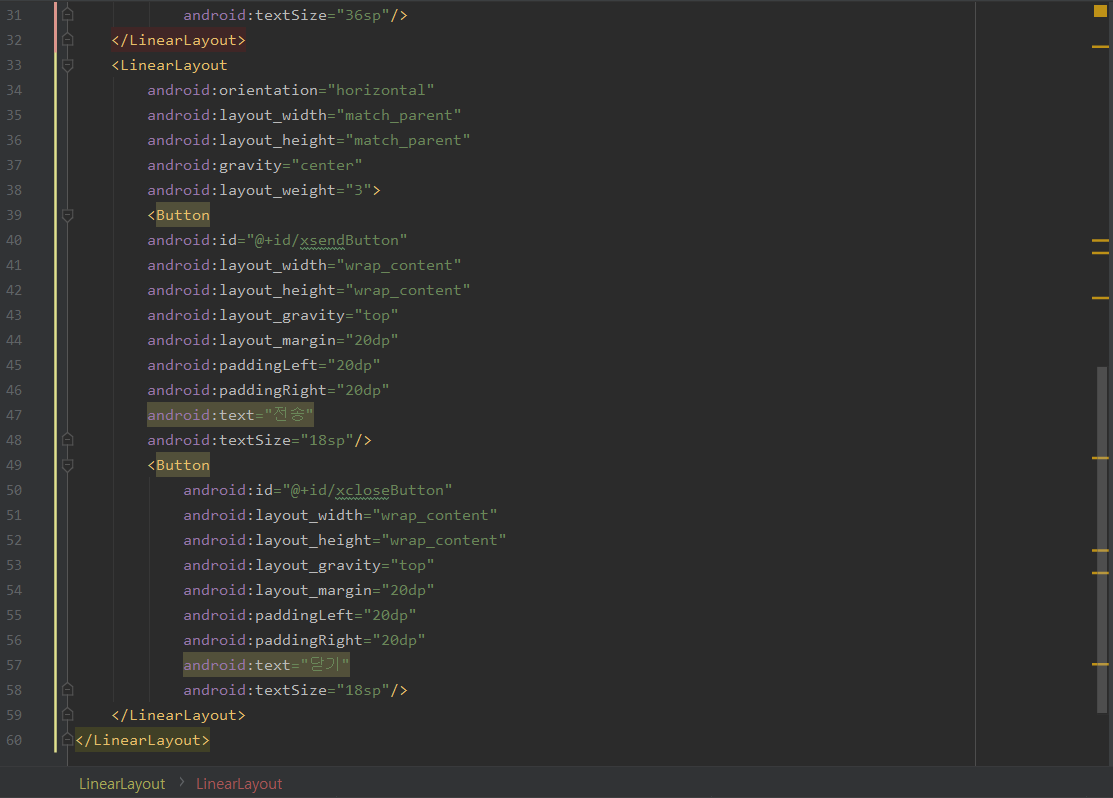 31 android:textSize="36sp"/>
32 </LinearLayout>
33 <LinearLayout
34 android:orientation="horizontal"
35 android:layout_width="match_parent"
36 android:layout_height="match_parent"
37 android:gravity="center"
38 android:layout_weight="3">
39 <Button
40 android:id="@+id/xsendButton"
41 android:layout_width="wrap_content"
42 android:layout_height="wrap_content"
43 android:layout_gravity="top"
44 android:layout_margin="20dp"
45 android:paddingLeft="20dp"
46 android:paddingRight="20dp"
47 android:text="전송"
48 android:textSize="18sp"/>
49 <Button
50 android:id="@+id/xcloseButton"
51 android:layout_width="wrap_content"
52 android:layout_height="wrap_content"
53 android:layout_gravity="top"
54 android:layout_margin="20dp"
55 android:paddingLeft="20dp"
56 android:paddingRight="20dp"
57 android:text="닫기"
58 android:textSize="18sp"/>
59 </LinearLayout>
60 </LinearLayout>
LinearLayout > LinearLayout